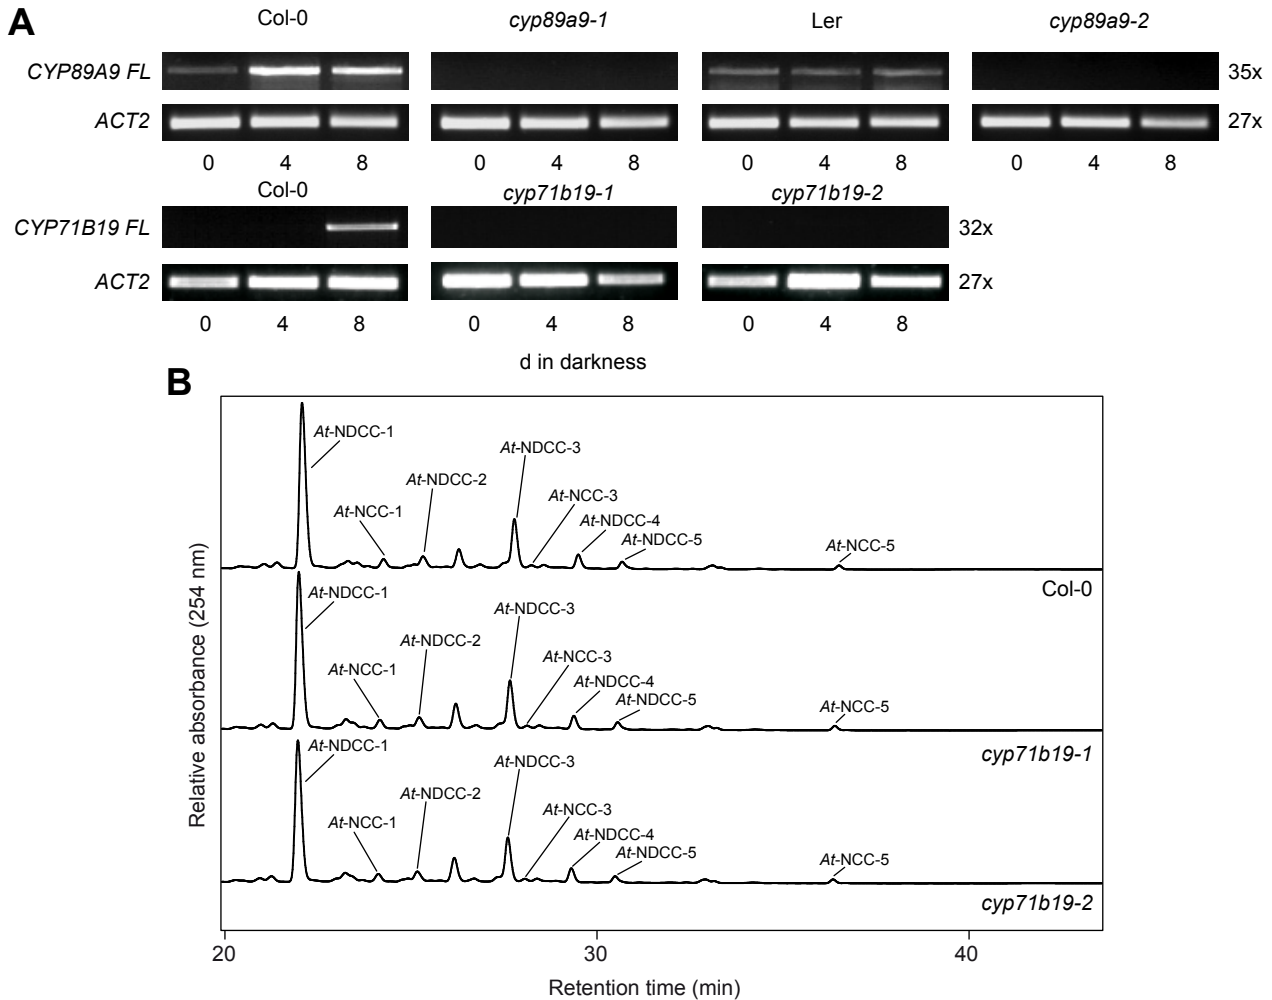 A
Col-0 cyp89a9-1 Ler cyp89a9-2
CYP89A9 FL 35x
ACT2 27x
0 4 8 0 4 8 0 4 8 0 4 8
Col-0 cyp71b19-1 cyp71b19-2
CYP71B19 FL 32x
ACT2 27x
0 4 8 0 4 8 0 4 8
d in darkness
B
At-NDCC-1
At-NDCC-3
At-NDCC-2
At-NCC-3
At-NCC-1
At-NDCC-4
At-NDCC-5
At-NCC-5
Col-0
At-NDCC-1
At-NDCC-3
At-NDCC-2
At-NCC-3
At-NCC-1
At-NDCC-4
At-NDCC-5
At-NCC-5
cyp71b19-1
At-NDCC-1
At-NDCC-3
At-NDCC-2
At-NCC-3
At-NCC-1
At-NDCC-4
At-NDCC-5
At-NCC-5
cyp71b19-2
Relative absorbance (254 nm)
20 30 40
Retention time (min)